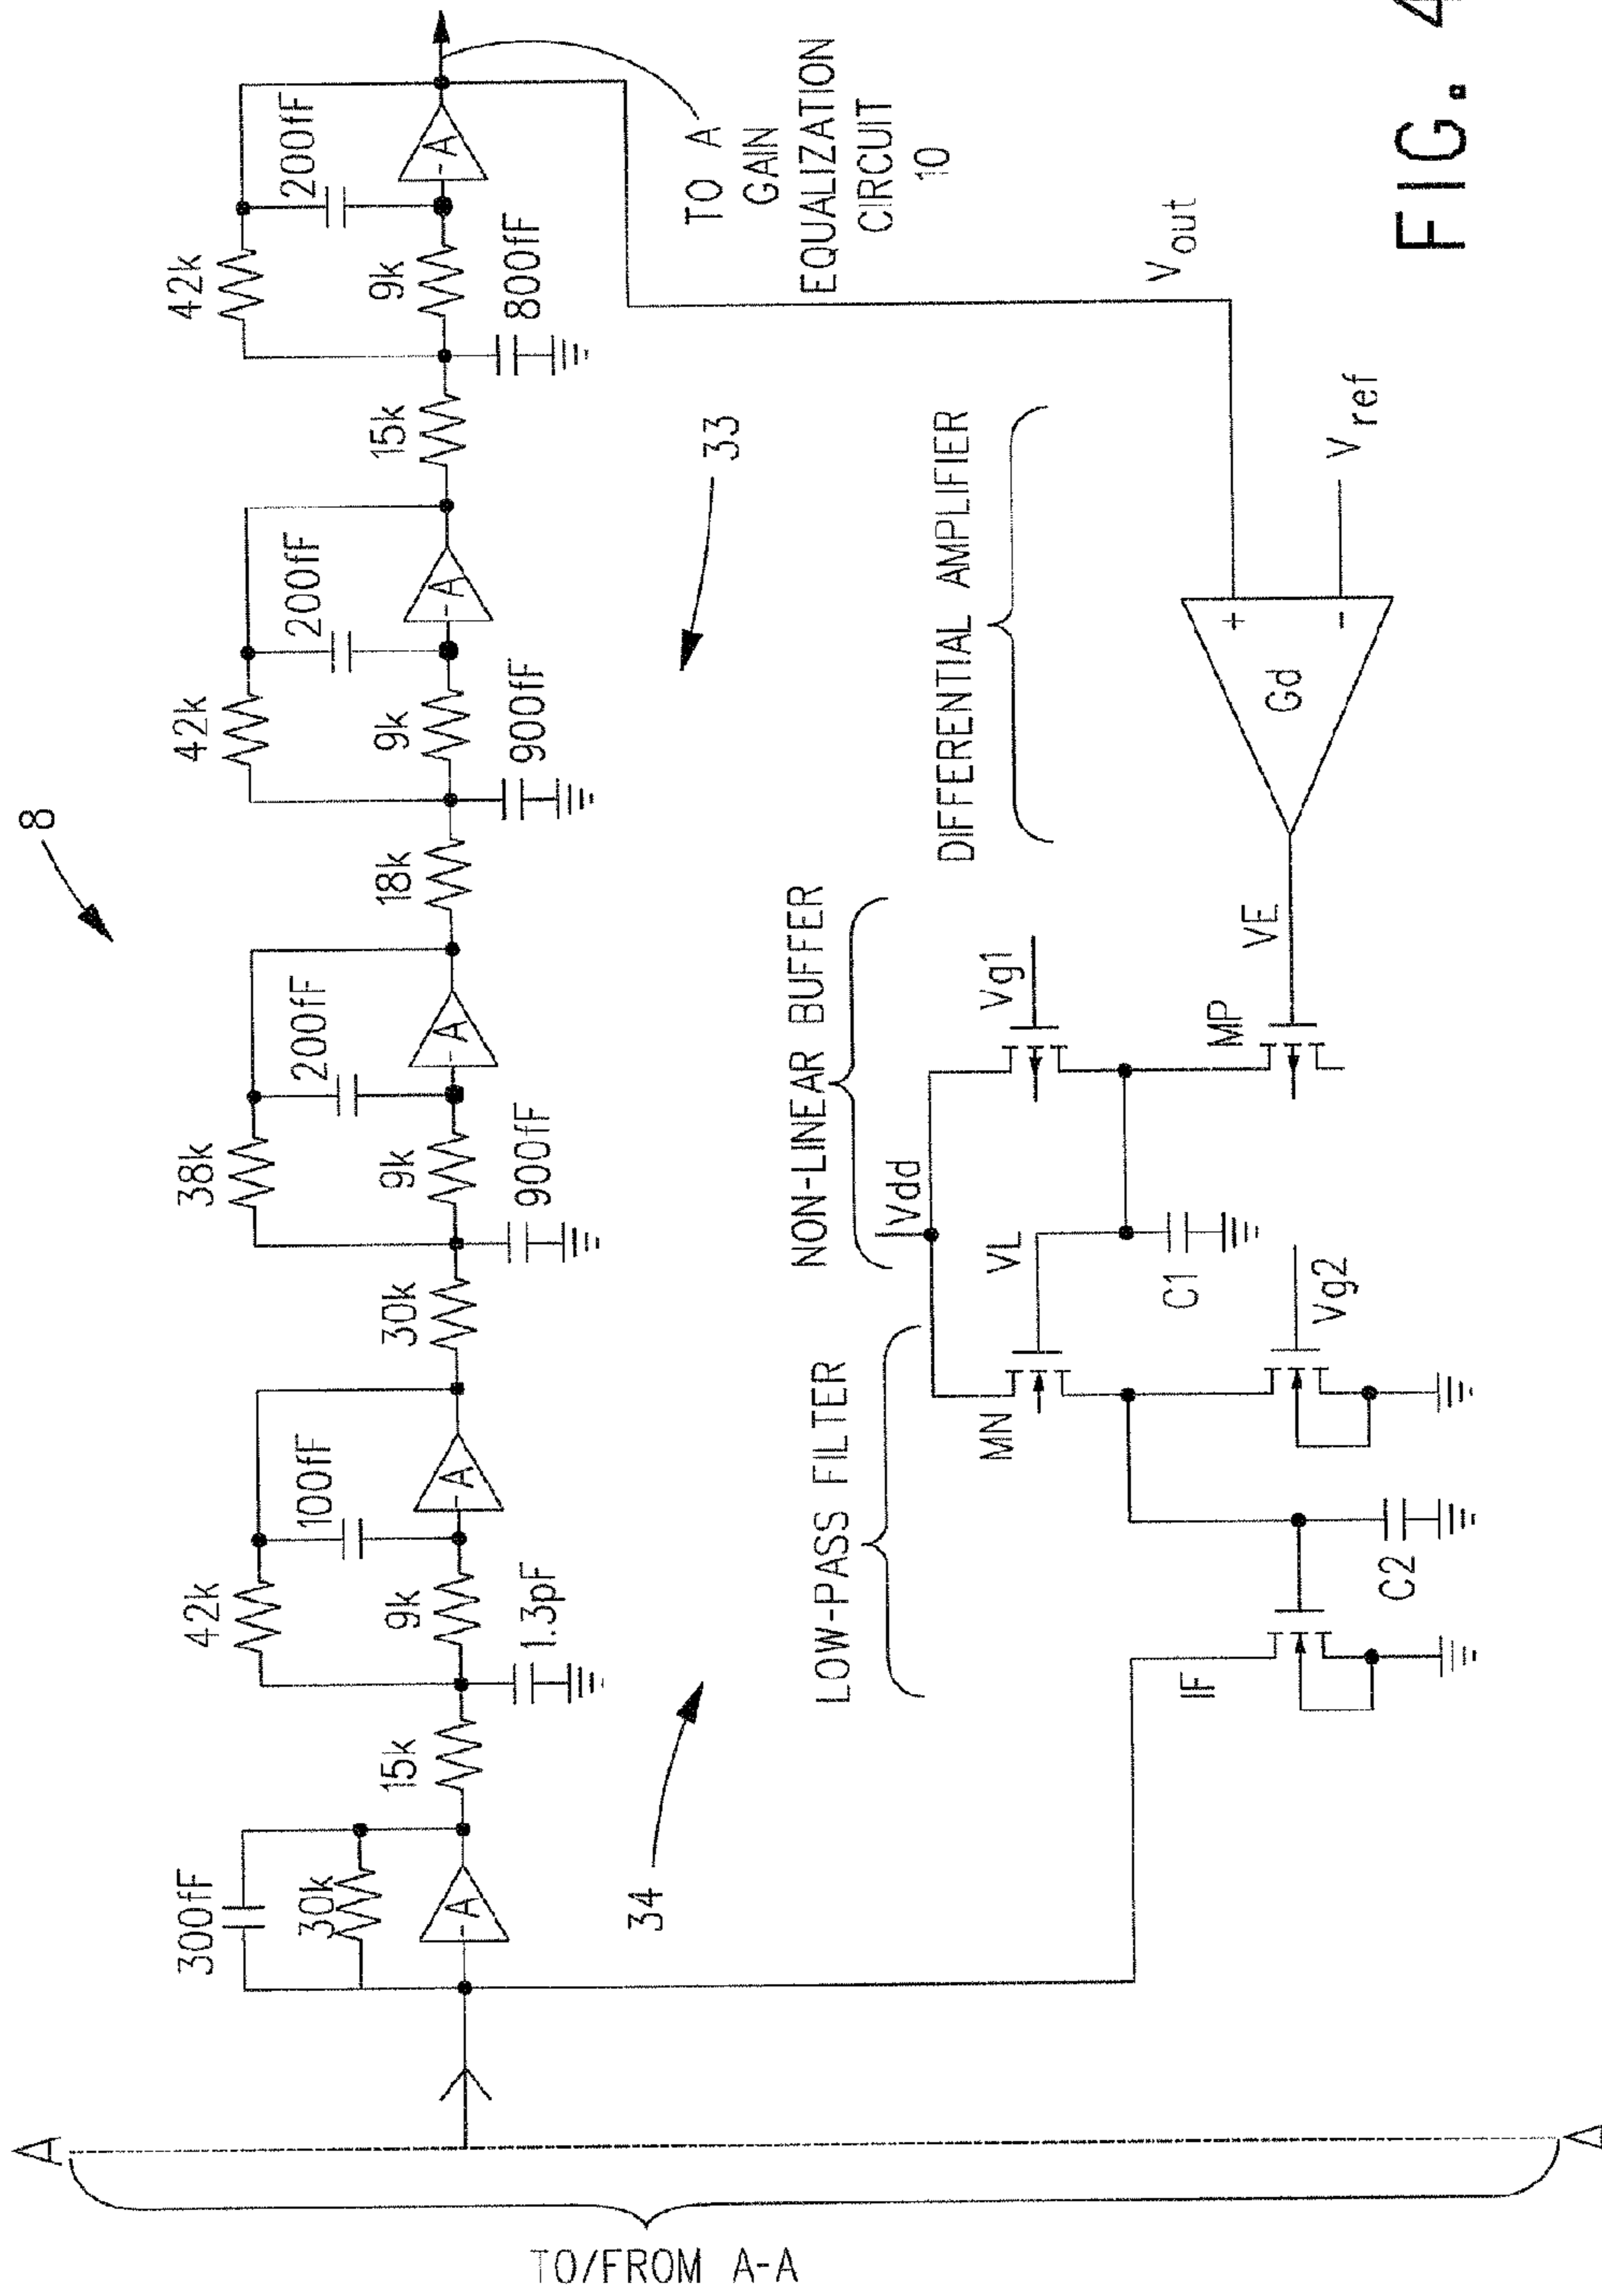 8
300fF
30k
-A
15k
42k
100fF
9k
1.3pF
-A
30k
38k
200fF
9k
900fF
-A
18k
42k
200fF
9k
900fF
-A
15k
42k
200fF
9k
800fF
-A
TO A
GAIN
EQUALIZATION
CIRCUIT
10
34
33
LOW-PASS FILTER
NON-LINEAR BUFFER
DIFFERENTIAL AMPLIFIER
Vdd
MN
VL
Vg1
C1
IF
C2
Vg2
MP
VE
Gd
+
-
Vout
Vref
A
A
TO/FROM A-A
FIG. 4